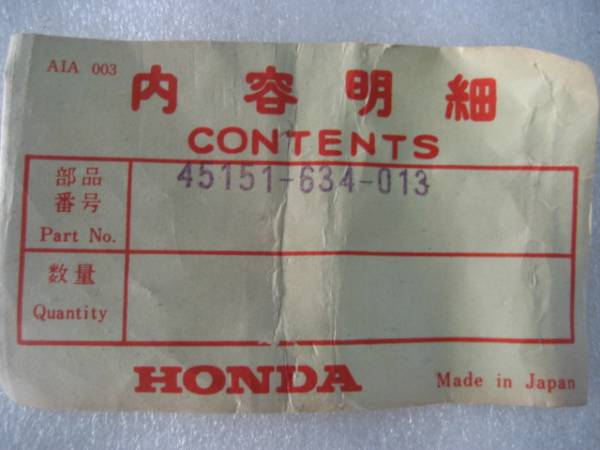 AIA 003
内容明細
CONTENTS
部品
番号
Part No.
45151-634-013
数量
Quantity
HONDA
Made in Japan